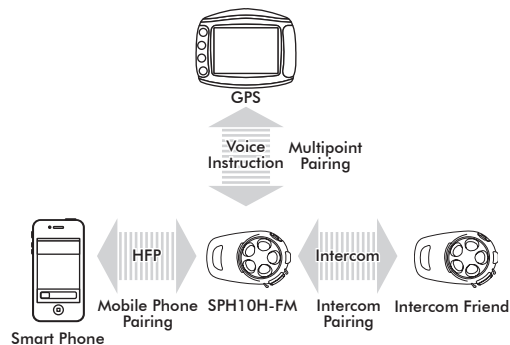 GPS
Voice Instruction
Multipoint Pairing
HFP
Intercom
Mobile Phone Pairing
SPH10H-FM
Intercom Pairing
Intercom Friend
Smart Phone